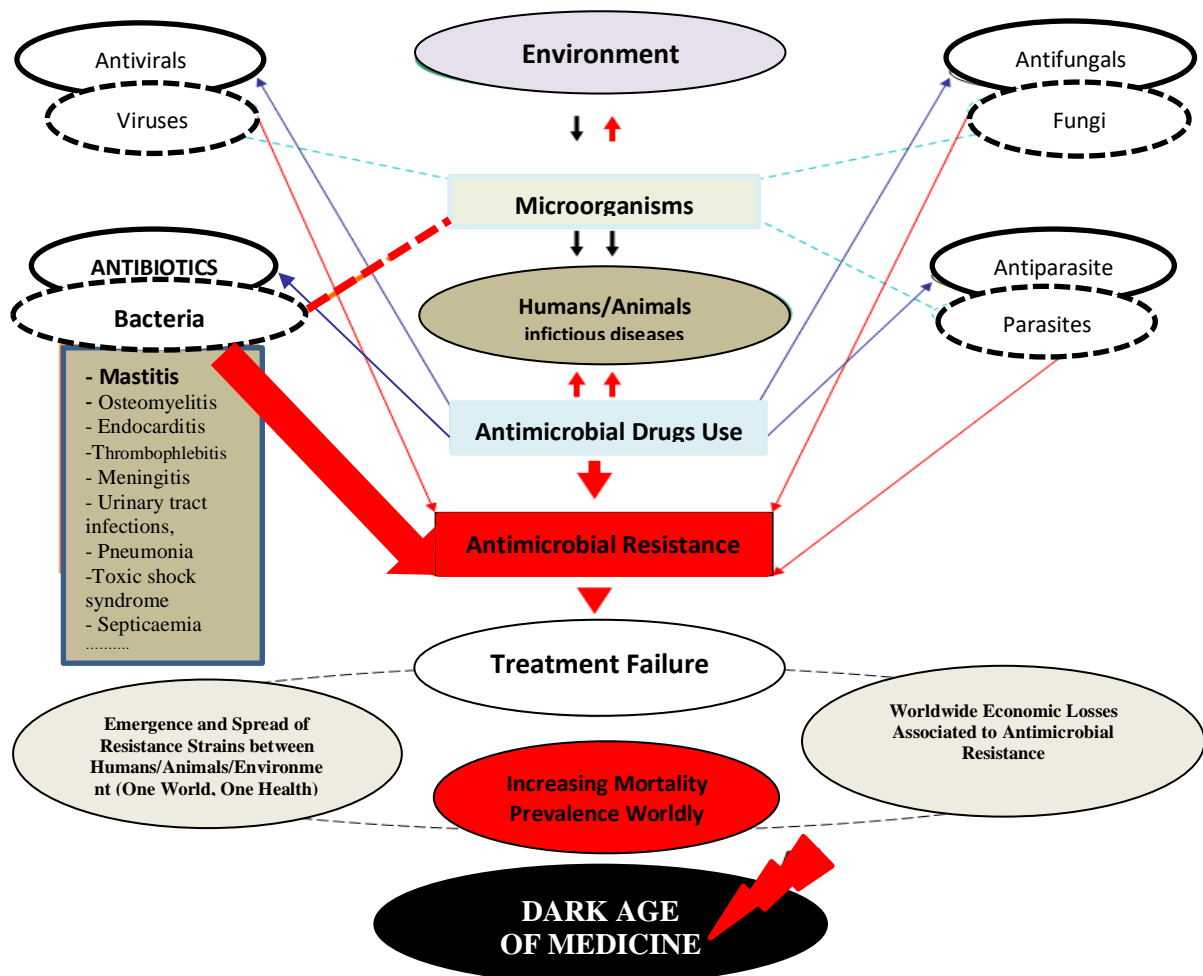 Environment
Antivirals
Viruses
Antifungals
Fungi
Microorganisms
ANTIBIOTICS
Bacteria
Humans/Animals
infictious diseases
Antiparasite
Parasites
- Mastitis
- Osteomyelitis
- Endocarditis
-Thrombophlebitis
- Meningitis
- Urinary tract
infections,
- Pneumonia
-Toxic shock
syndrome
- Septicaemia
..........
Antimicrobial Drugs Use
Antimicrobial Resistance
Treatment Failure
Emergence and Spread of
Resistance Strains between
Humans/Animals/Environme
nt (One World, One Health)
Worldwide Economic Losses
Associated to Antimicrobial
Resistance
Increasing Mortality
Prevalence Worldly
DARK AGE
OF MEDICINE